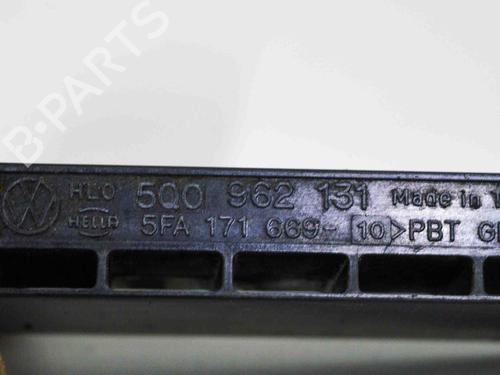 B-PARTS
HLO 5Q0 962 131 Made in
HELLA 5FA 171 669- 10 >PBT